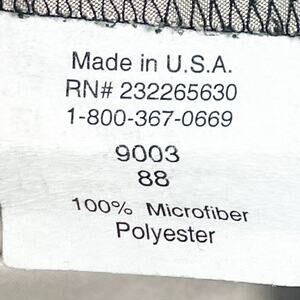 Made in U.S.A.
RN# 232265630
1-800-367-0669
9003
88
100% Microfiber
Polyester